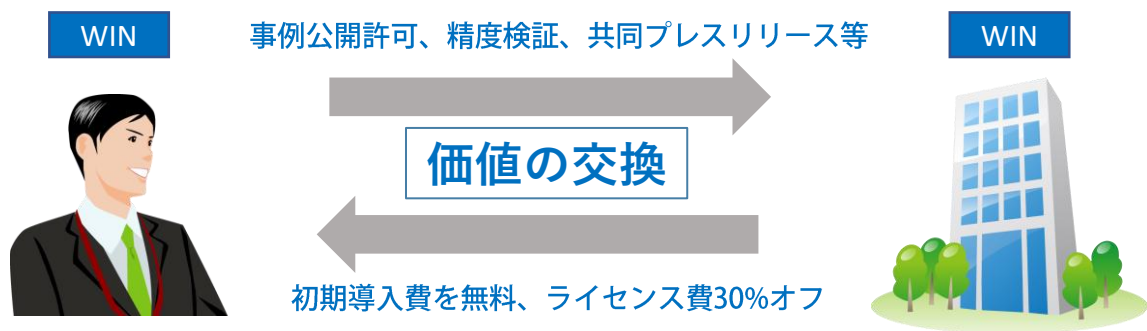 WIN
事例公開許可、精度検証、共同プレスリリース等
WIN
価値の交換
初期導入費を無料、ライセンス費30%オフ